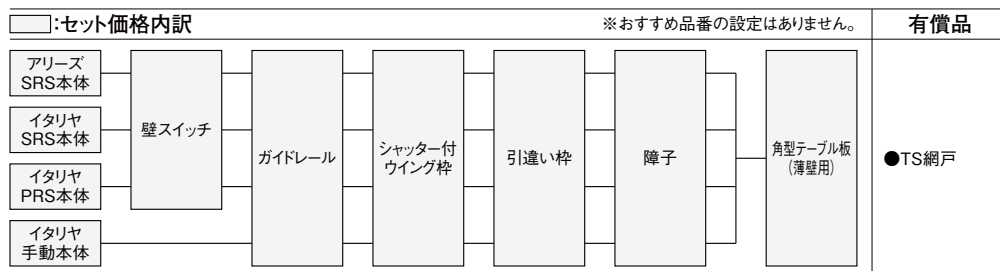 :セット価格内訳
※おすすめ品番の設定はありません。
有償品
アリーズ
SRS本体
イタリヤ
SRS本体
イタリヤ
PRS本体
イタリヤ
手動本体
壁スイッチ
ガイドレール
シャッター付
ウイング枠
引違い枠
障子
角型テーブル板
(薄壁用)
●TS網戸